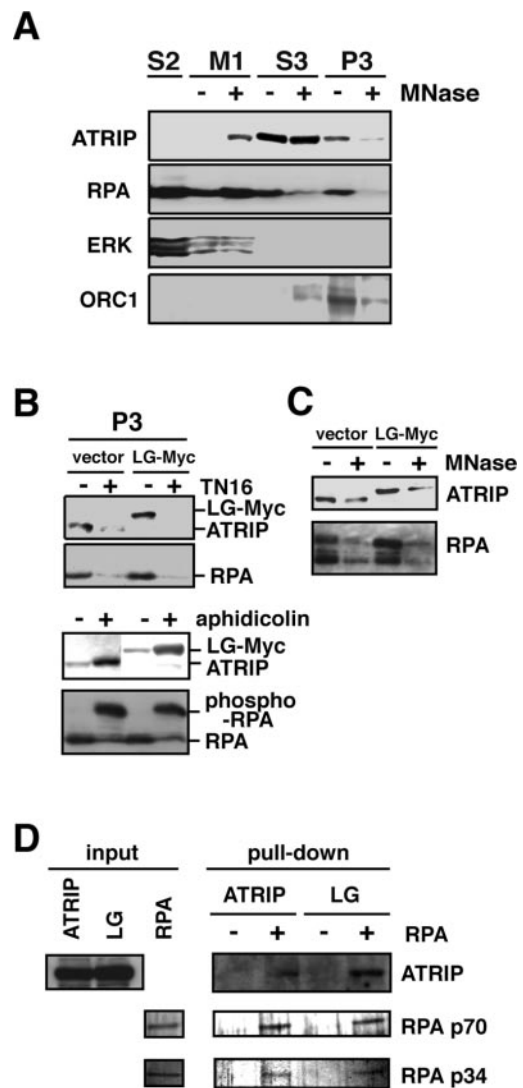 A
S2 M1 S3 P3
- + - + - + MNase
ATRIP
RPA
ERK
ORC1
B
P3
vector LG-Myc
- + - + TN16
LG-Myc
ATRIP
RPA
- + - + aphidicolin
LG-Myc
ATRIP
phospho
-RPA
RPA
C
vector LG-Myc
- + - + MNase
ATRIP
RPA
D
input pull-down
ATRIP LG RPA
ATRIP LG
- + - + RPA
ATRIP
RPA p70
RPA p34